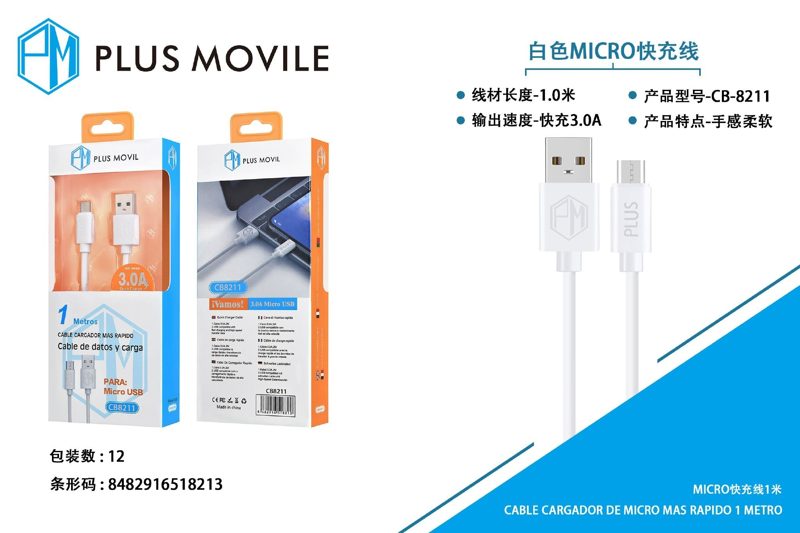 PM PLUS MOVILE
白色MICRO快充线
线材长度-1.0米
产品型号-CB-8211
输出速度-快充3.0A
产品特点-手感柔软
PM PLUS MOVIL
3.0A
1 Metros
CABLE CARGADOR MAS RAPIDO
Cable de datos y carga
PARA:
Micro USB
CB8211
PM PLUS MOVIL
CB8211
¡Vamos!
3.0A Micro USB
CB8211
Made in china
PM
PLUS
包装数 : 12
条形码 : 8482916518213
MICRO快充线1米
CABLE CARGADOR DE MICRO MAS RAPIDO 1 METRO